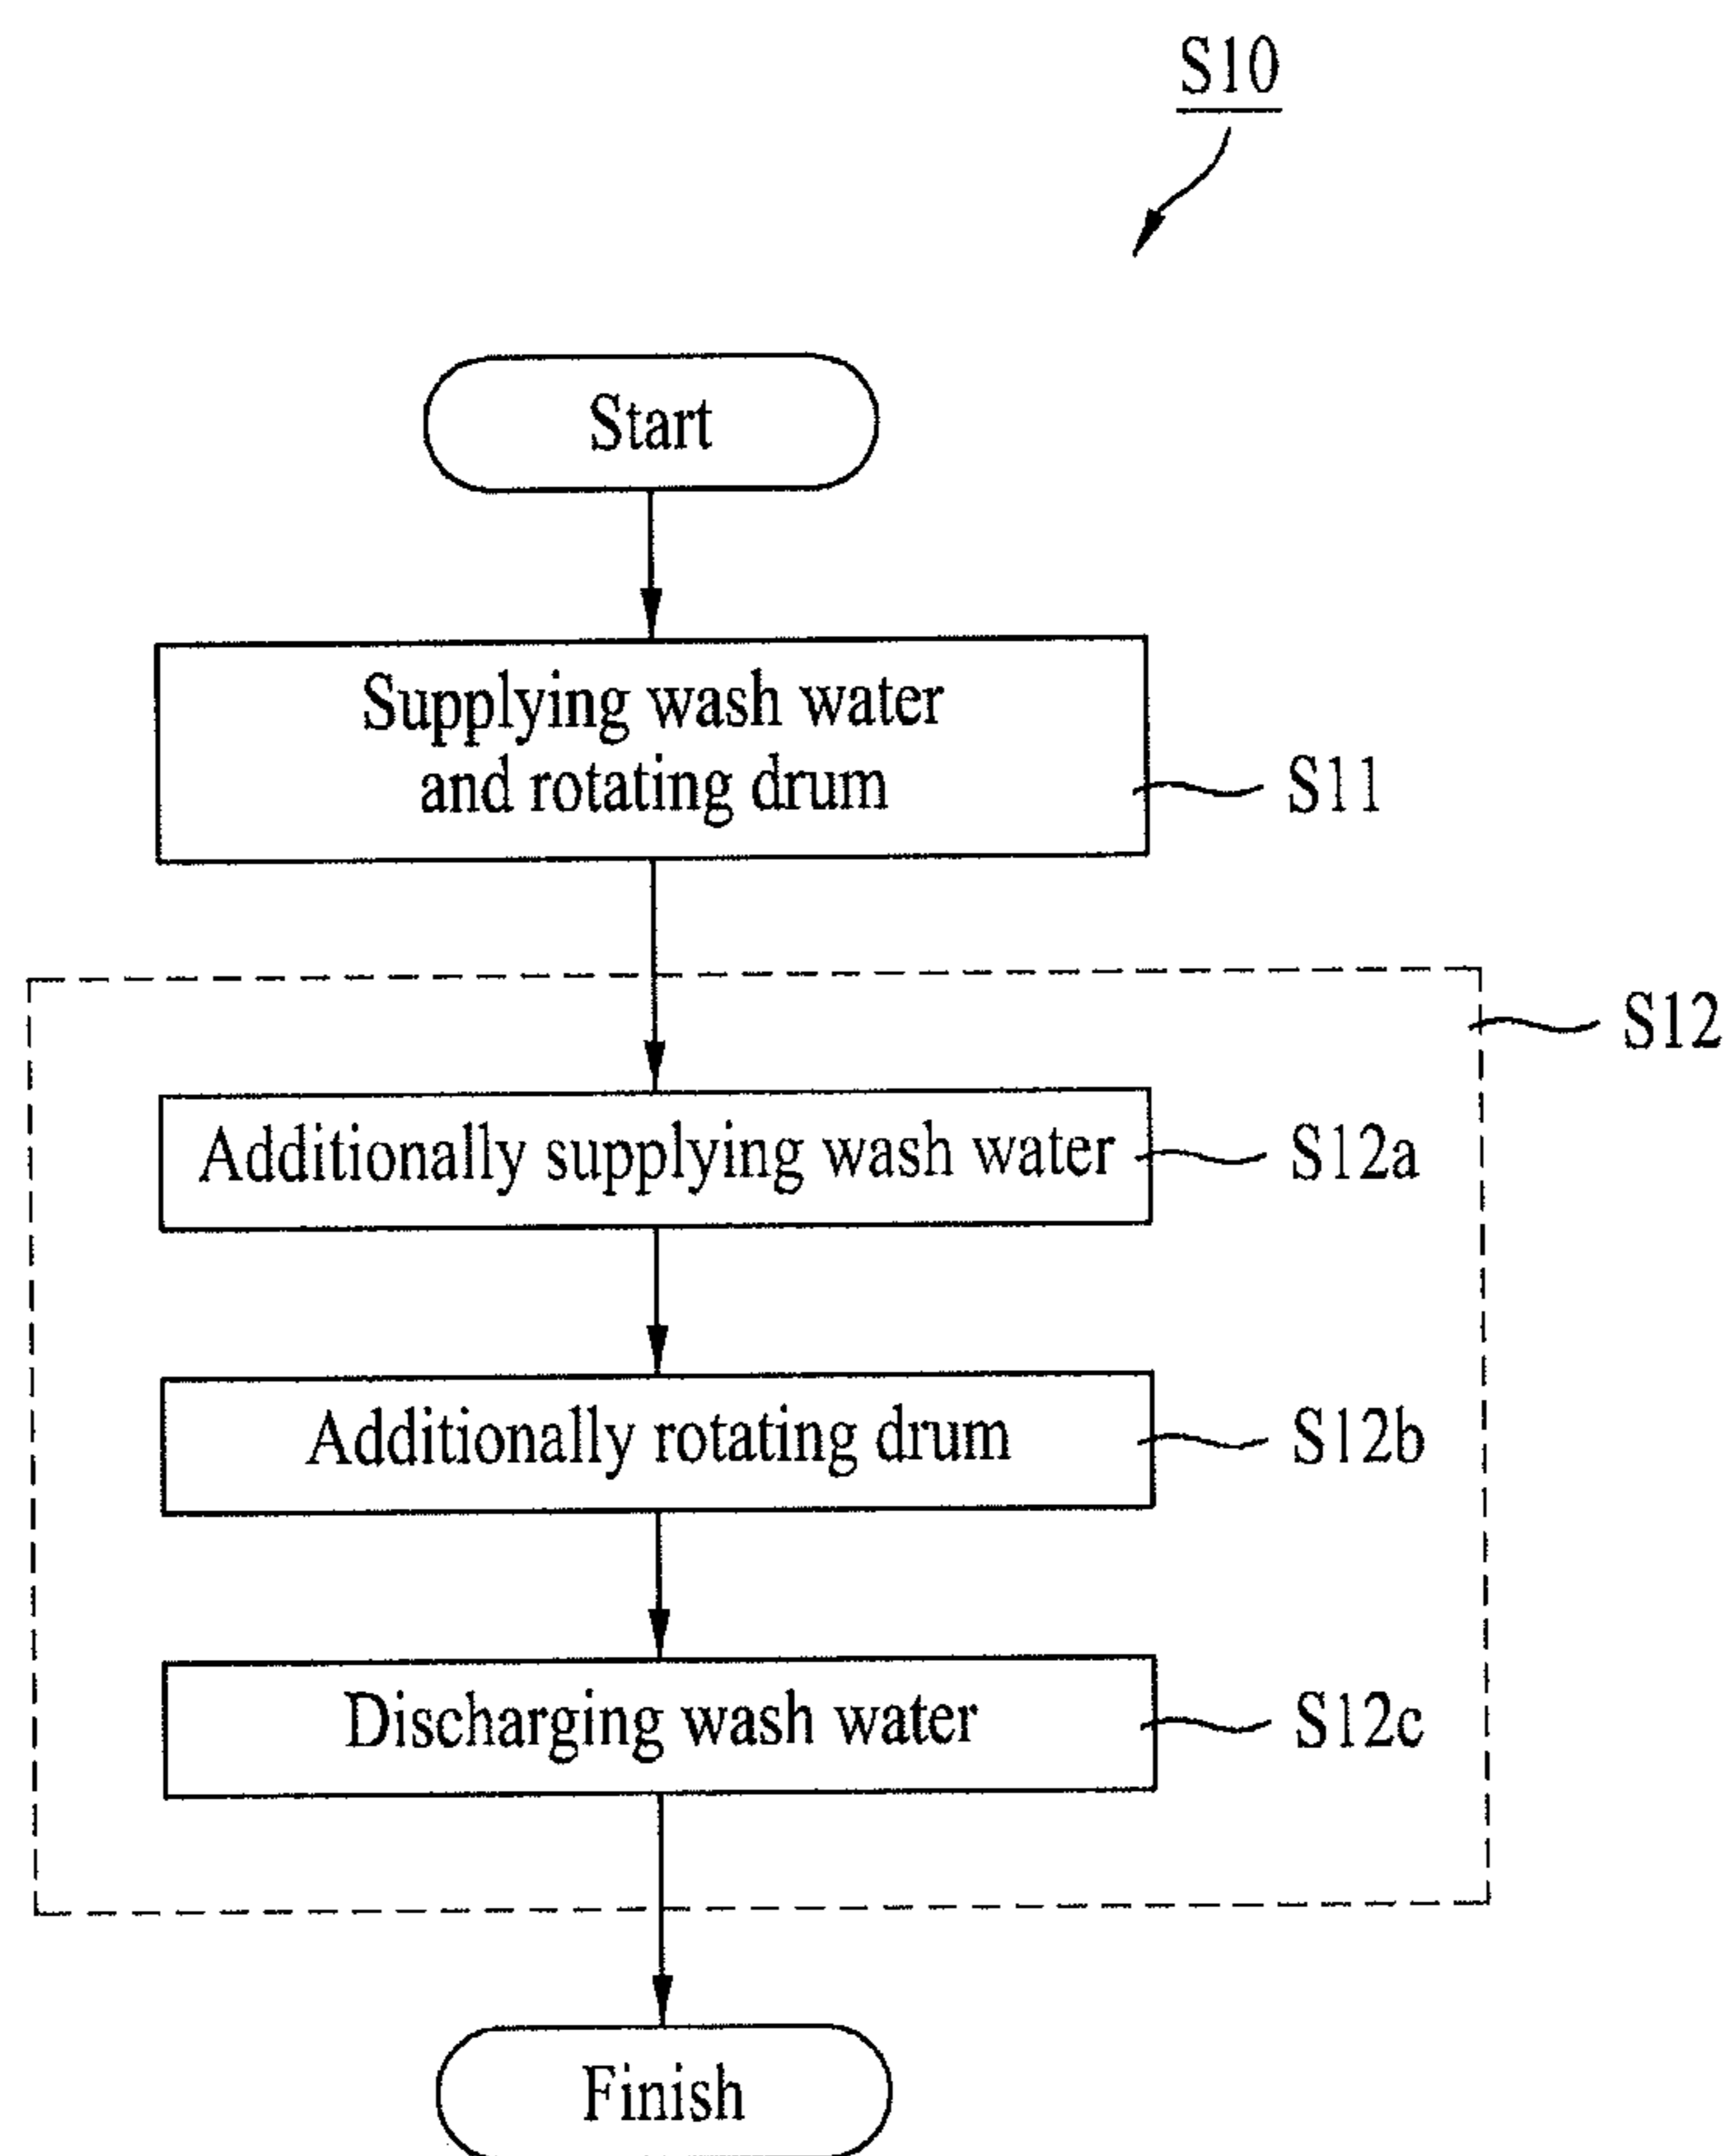 S10
Start
Supplying wash water
and rotating drum
S11
S12
Additionally supplying wash water
S12a
Additionally rotating drum
S12b
Discharging wash water
S12c
Finish